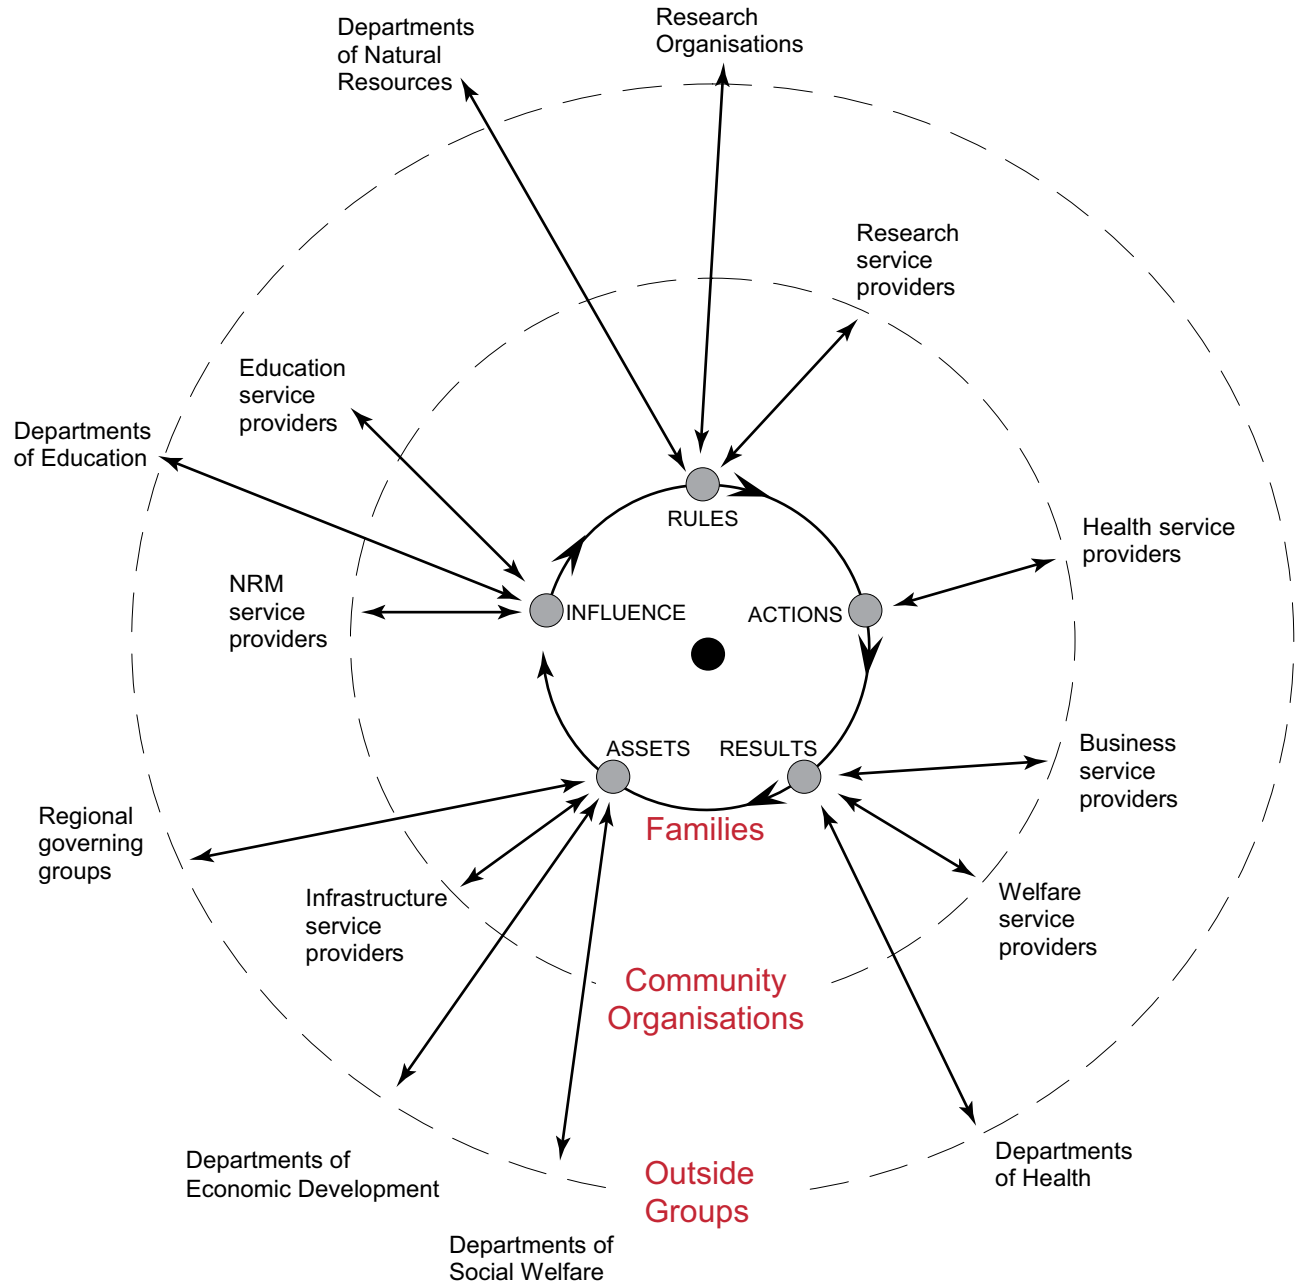 Departments
of Natural
Resources
Research
Organisations
Research
service
providers
Education
service
providers
Departments
of Education
RULES
Health service
providers
NRM
service
providers
INFLUENCE
ACTIONS
ASSETS
RESULTS
Business
service
providers
Regional
governing
groups
Families
Infrastructure
service
providers
Welfare
service
providers
Community
Organisations
Departments of
Economic Development
Outside
Groups
Departments
of Health
Departments of
Social Welfare